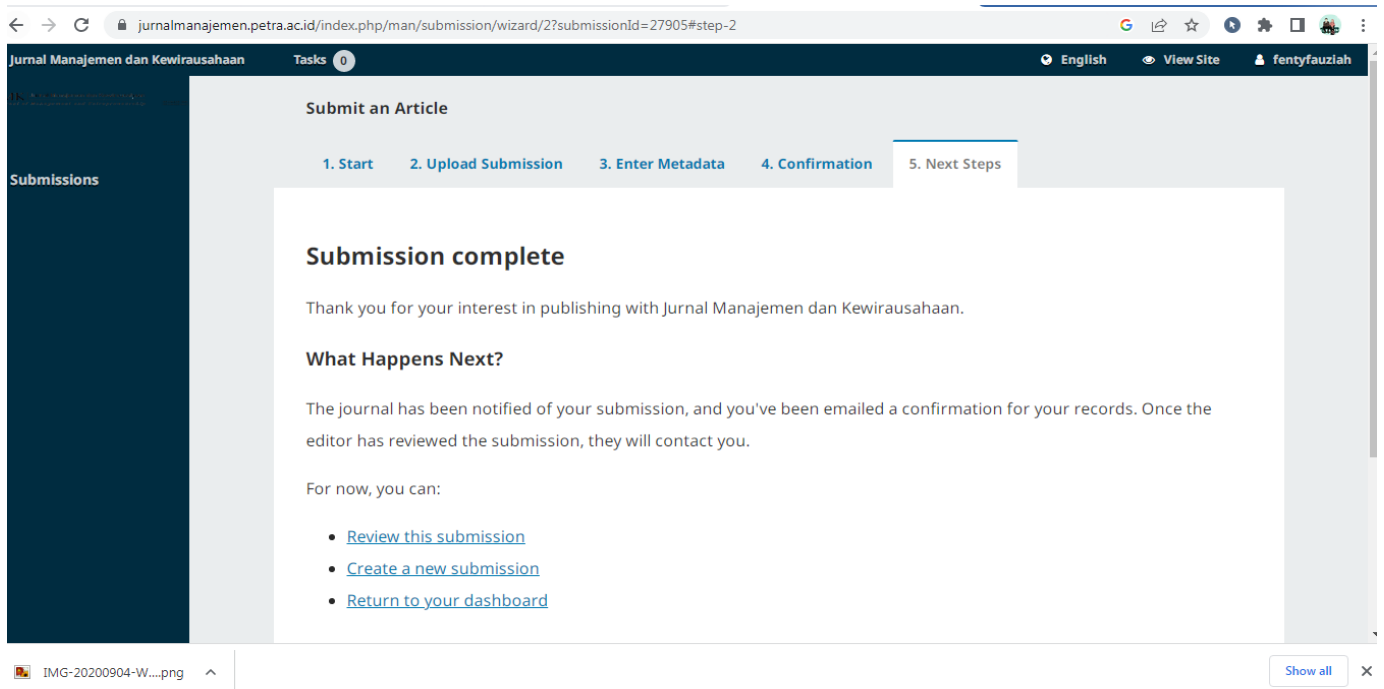 jurnalmanajemen.petra.ac.id/index.php/man/submission/wizard/2?submissionId=27905#step-2
Jurnal Manajemen dan Kewirausahaan Tasks 0 English View Site fentyfauziah
Submit an Article
1. Start 2. Upload Submission 3. Enter Metadata 4. Confirmation 5. Next Steps
Submissions
Submission complete
Thank you for your interest in publishing with Jurnal Manajemen dan Kewirausahaan.
What Happens Next?
The journal has been notified of your submission, and you've been emailed a confirmation for your records. Once the
editor has reviewed the submission, they will contact you.
For now, you can:
Review this submission
Create a new submission
Return to your dashboard
IMG-20200904-W....png Show all